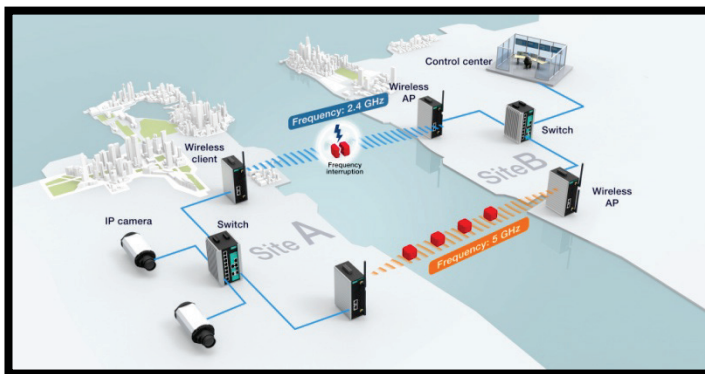 Control center
Wireless
AP
Frequency: 2.4 GHz
Switch
Wireless
client
Frequency
interruption
Site B
Wireless
AP
IP camera
Switch
Site A
Frequency: 5 GHz